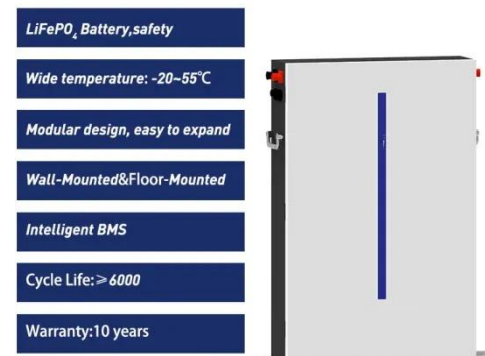 LiFePO₄ Battery,safety
Wide temperature: -20~55℃
Modular design, easy to expand
Wall-Mounted&Floor-Mounted
Intelligent BMS
Cycle Life:≥6000
Warranty:10 years